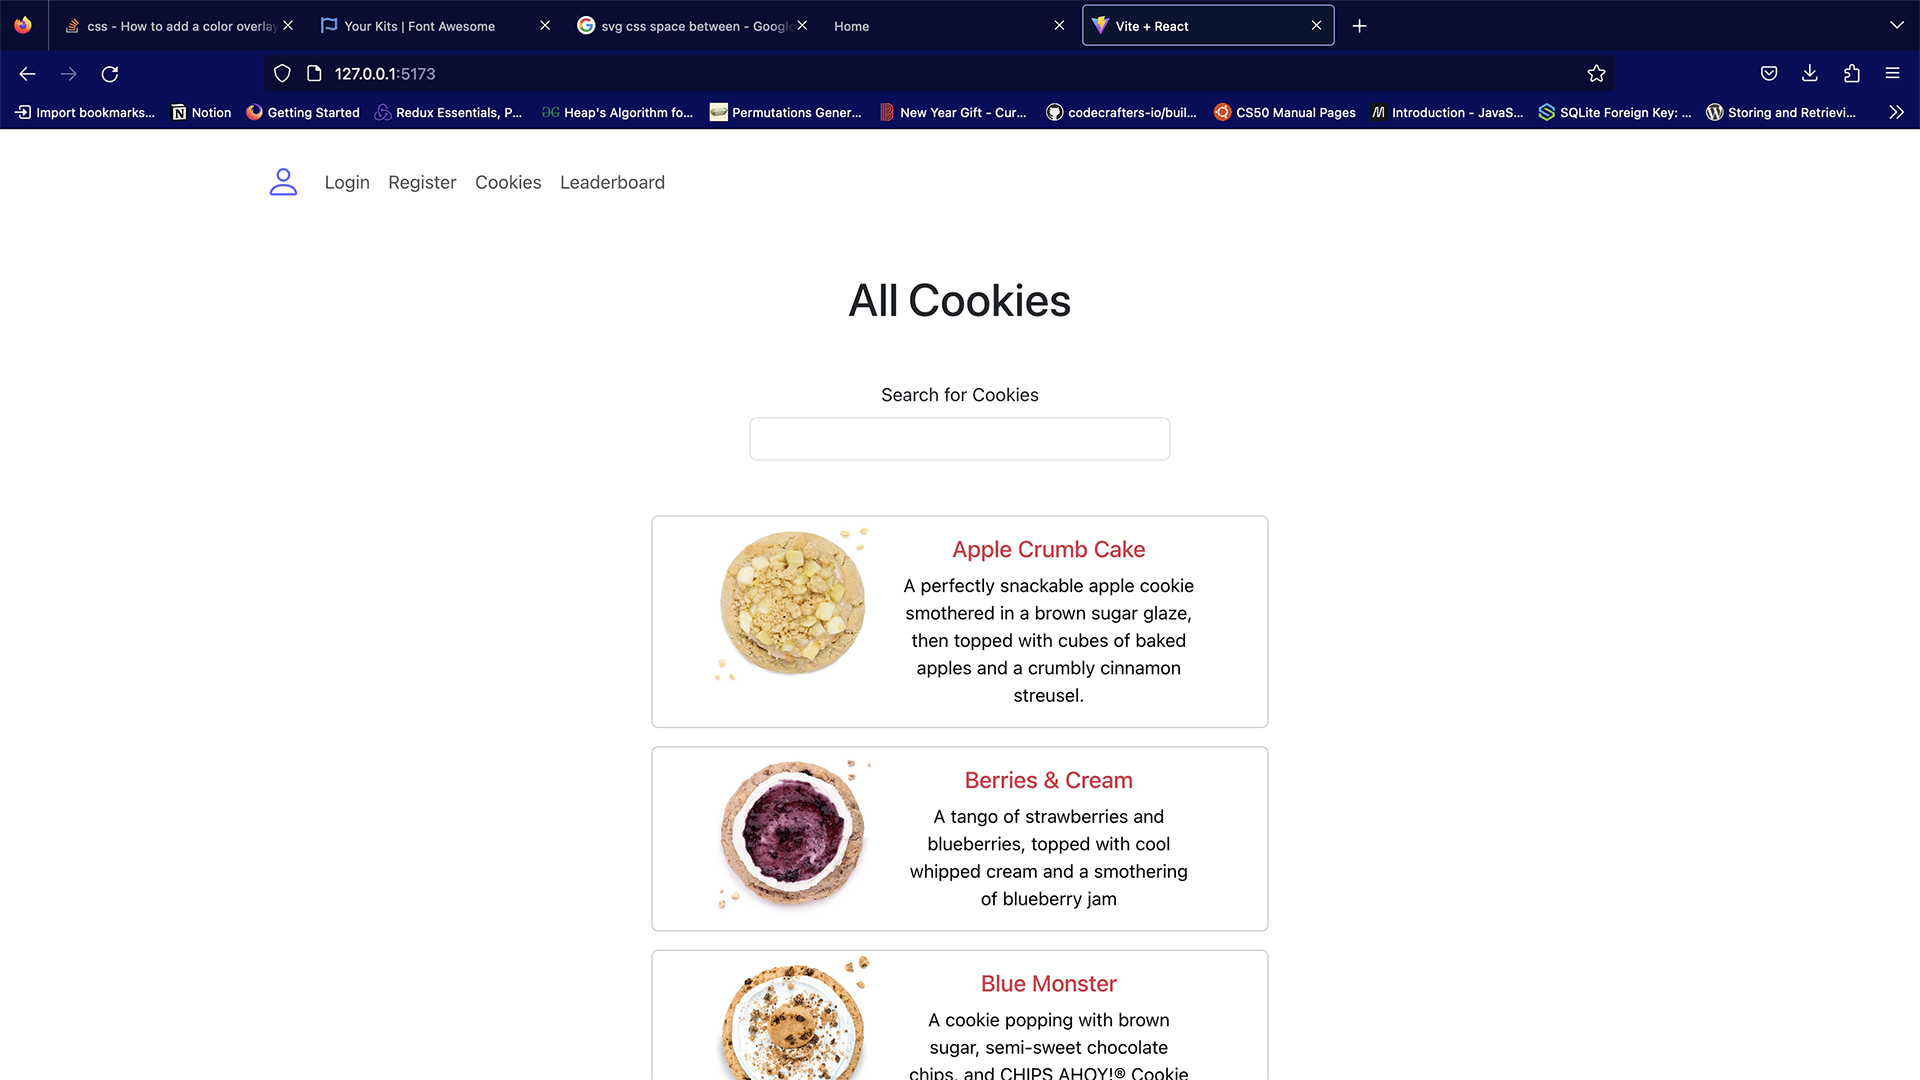 css - How to add a color overlay
Your Kits | Font Awesome
svg css space between - Google
Home
Vite + React
127.0.0.1:5173
Import bookmarks...
Notion
Getting Started
Redux Essentials, P...
Heap's Algorithm fo...
Permutations Gener...
New Year Gift - Cur...
codecrafters-io/buil...
CS50 Manual Pages
Introduction - JavaS...
SQLite Foreign Key: ...
Storing and Retrievi...
Login Register Cookies Leaderboard
All Cookies
Search for Cookies
Apple Crumb Cake
A perfectly snackable apple cookie
smothered in a brown sugar glaze,
then topped with cubes of baked
apples and a crumbly cinnamon
streusel.
Berries & Cream
A tango of strawberries and
blueberries, topped with cool
whipped cream and a smothering
of blueberry jam
Blue Monster
A cookie popping with brown
sugar, semi-sweet chocolate
chips, and CHIPS AHOY!® Cookie